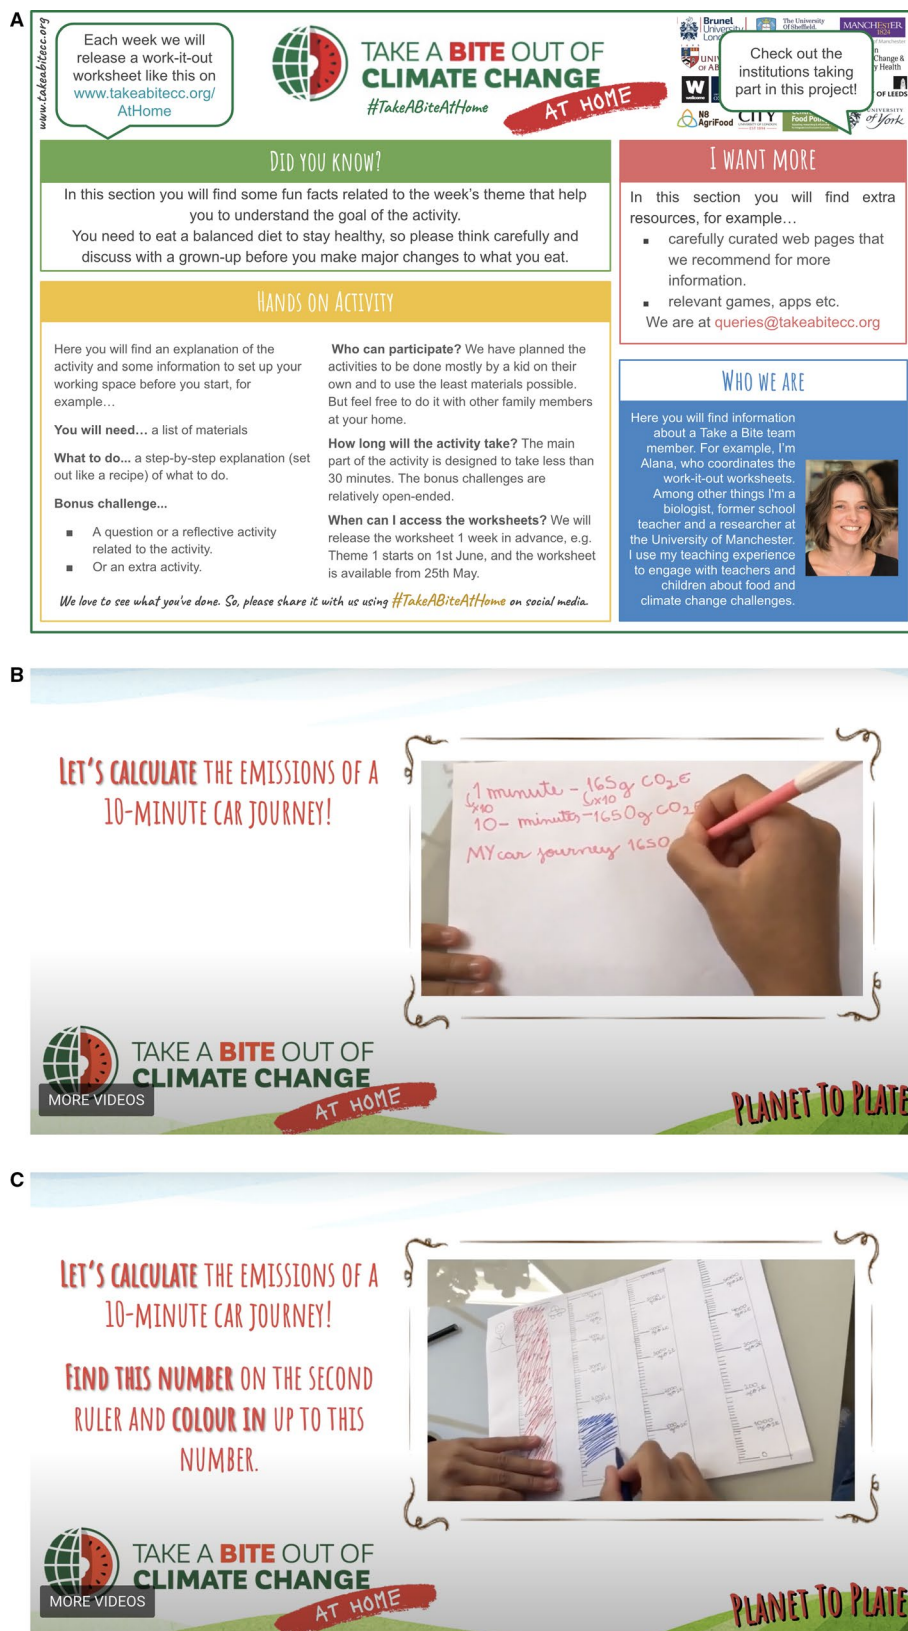 A
www.takeabitecc.org
Each week we will
release a work-it-out
worksheet like this on
www.takeabitecc.org/
AtHome
TAKE A BITE OUT OF
CLIMATE CHANGE
#TakeABiteAtHome
AT HOME
Brunel
University
The University
Of Sheffield.
MANCHESTER
1824
Check out the
institutions taking
part in this project!
Change &
Health
OF LEEDS
N8
AgriFood
CITY
Food
UNIVERSITY
of York
DID YOU KNOW?
In this section you will find some fun facts related to the week's theme that help
you to understand the goal of the activity.
You need to eat a balanced diet to stay healthy, so please think carefully and
discuss with a grown-up before you make major changes to what you eat.
I WANT MORE
In this section you will find extra
resources, for example…
▪ carefully curated web pages that
we recommend for more
information.
▪ relevant games, apps etc.
We are at queries@takeabitecc.org
HANDS ON ACTIVITY
Here you will find an explanation of the
activity and some information to set up your
working space before you start, for
example…
You will need… a list of materials
What to do... a step-by-step explanation (set
out like a recipe) of what to do.
Bonus challenge...
▪ A question or a reflective activity
related to the activity.
▪ Or an extra activity.
Who can participate? We have planned the
activities to be done mostly by a kid on their
own and to use the least materials possible.
But feel free to do it with other family members
at your home.
How long will the activity take? The main
part of the activity is designed to take less than
30 minutes. The bonus challenges are
relatively open-ended.
When can I access the worksheets? We will
release the worksheet 1 week in advance, e.g.
Theme 1 starts on 1st June, and the worksheet
is available from 25th May.
We love to see what you've done. So, please share it with us using #TakeABiteAtHome on social media.
WHO WE ARE
Here you will find information
about a Take a Bite team
member. For example, I'm
Alana, who coordinates the
work-it-out worksheets.
Among other things I'm a
biologist, former school
teacher and a researcher at
the University of Manchester.
I use my teaching experience
to engage with teachers and
children about food and
climate change challenges.
B
LET'S CALCULATE THE EMISSIONS OF A
10-MINUTE CAR JOURNEY!
1 minute - 165g CO2E
x10 x10
10- minutes - 1650g CO2E
MY car journey 1650
TAKE A BITE OUT OF
CLIMATE CHANGE
AT HOME
MORE VIDEOS
PLANET TO PLATE
C
LET'S CALCULATE THE EMISSIONS OF A
10-MINUTE CAR JOURNEY!
FIND THIS NUMBER ON THE SECOND
RULER AND COLOUR IN UP TO THIS
NUMBER.
TAKE A BITE OUT OF
CLIMATE CHANGE
AT HOME
MORE VIDEOS
PLANET TO PLATE